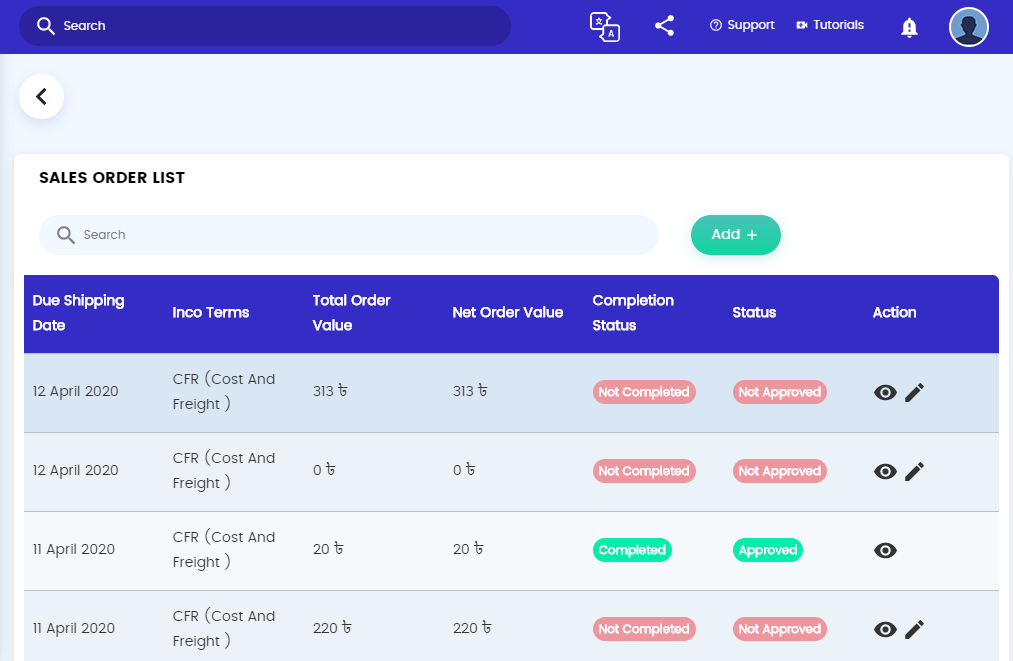 Search
Support
Tutorials
SALES ORDER LIST
Search
Add +
Due Shipping
Date
Inco Terms
Total Order
Value
Net Order Value
Completion
Status
Status
Action
12 April 2020
CFR (Cost And
Freight )
313 ৳
313 ৳
Not Completed
Not Approved
12 April 2020
CFR (Cost And
Freight )
0 ৳
0 ৳
Not Completed
Not Approved
11 April 2020
CFR (Cost And
Freight )
20 ৳
20 ৳
Completed
Approved
11 April 2020
CFR (Cost And
Freight )
220 ৳
220 ৳
Not Completed
Not Approved